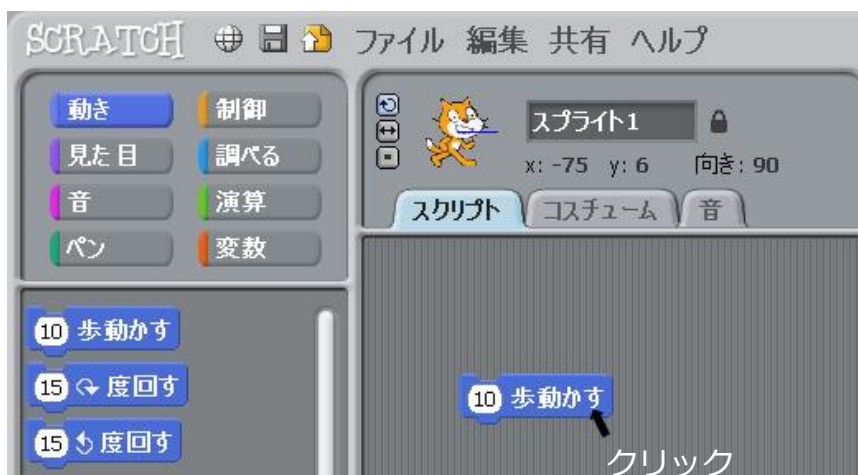 SCRATCH ファイル 編集 共有 ヘルプ
動き 制御
見た目 調べる
音 演算
ペン 変数
スプライト1
x: -75 y: 6 向き: 90
スクリプト コスチューム 音
10 歩動かす
15 度回す
15 度回す
10 歩動かす
クリック